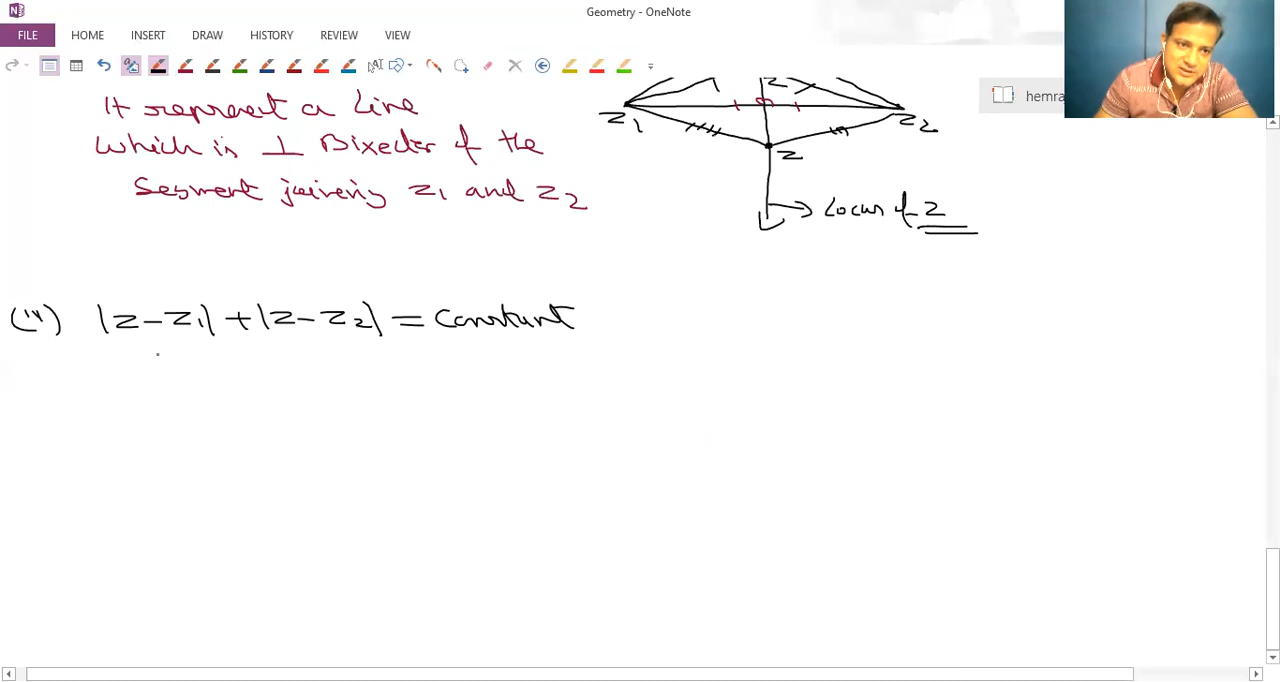 Geometry - OneNote
FILE HOME INSERT DRAW HISTORY REVIEW VIEW
hemra
It represent a Line
Which is ⊥ Bisector of the
Segment joining Z1 and Z2
Z
Z1
Z2
Z
Locus of Z
(iv) |Z-Z1| + |Z-Z2| = Constant